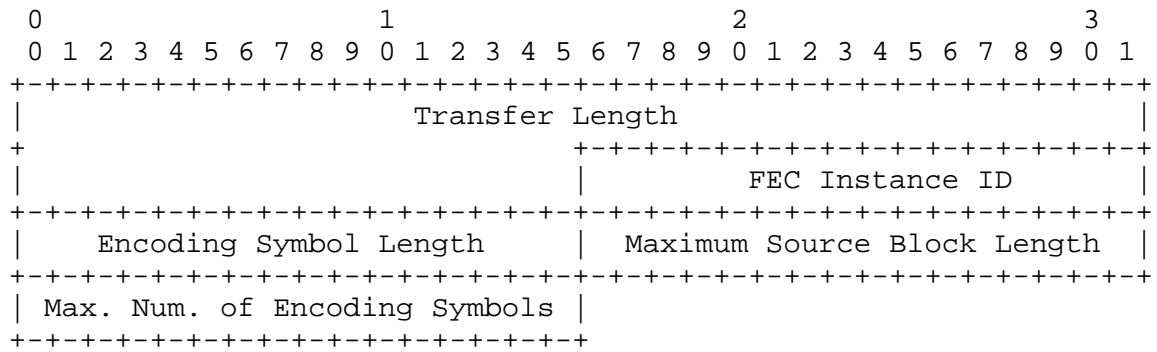 0                   1                   2                   3
 0 1 2 3 4 5 6 7 8 9 0 1 2 3 4 5 6 7 8 9 0 1 2 3 4 5 6 7 8 9 0 1
+-+-+-+-+-+-+-+-+-+-+-+-+-+-+-+-+-+-+-+-+-+-+-+-+-+-+-+-+-+-+-+-+
|                      Transfer Length                          |
+                               +-+-+-+-+-+-+-+-+-+-+-+-+-+-+-+-+
|                               |         FEC Instance ID       |
+-+-+-+-+-+-+-+-+-+-+-+-+-+-+-+-+-+-+-+-+-+-+-+-+-+-+-+-+-+-+-+-+
|    Encoding Symbol Length     |  Maximum Source Block Length  |
+-+-+-+-+-+-+-+-+-+-+-+-+-+-+-+-+-+-+-+-+-+-+-+-+-+-+-+-+-+-+-+-+
| Max. Num. of Encoding Symbols |
+-+-+-+-+-+-+-+-+-+-+-+-+-+-+-+-+